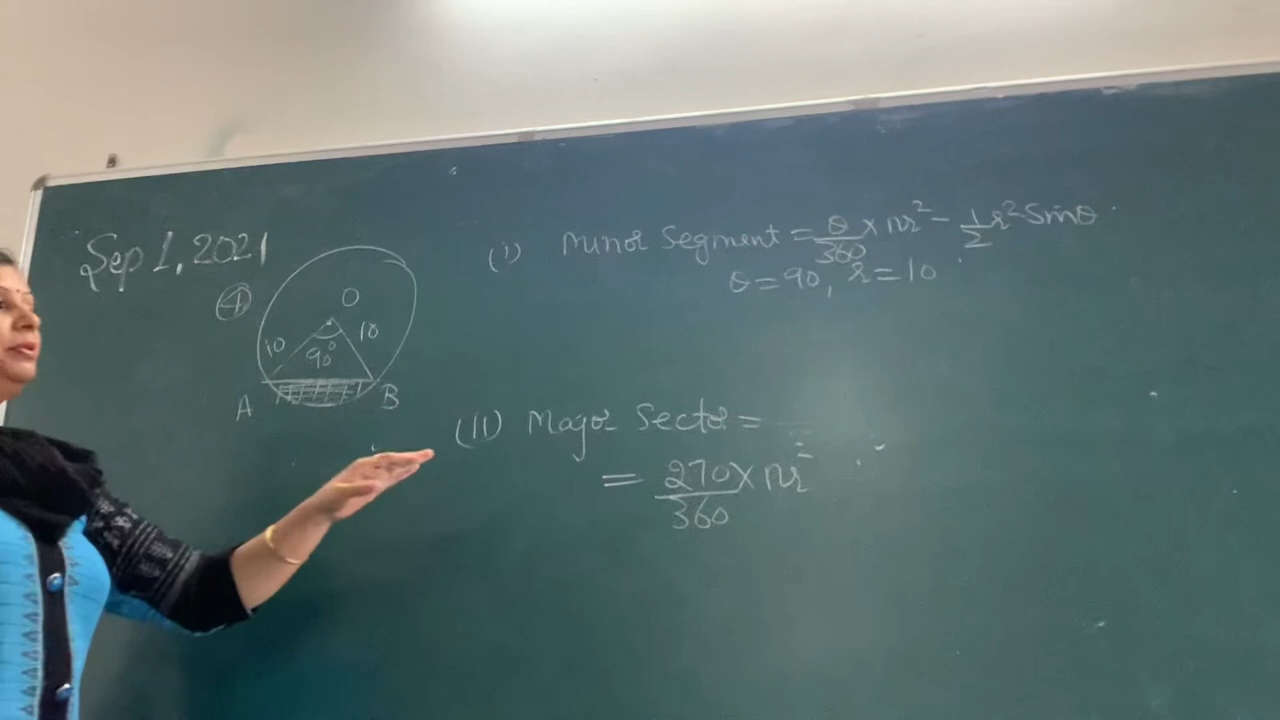 Sep 1, 2021
④
O
10
10
90°
A
B
(i) Minor Segment = θ/360 × πr² - 1/2 r² Sinθ
θ = 90, r = 10
(II) Major Sector =
= 270/360 × πr²